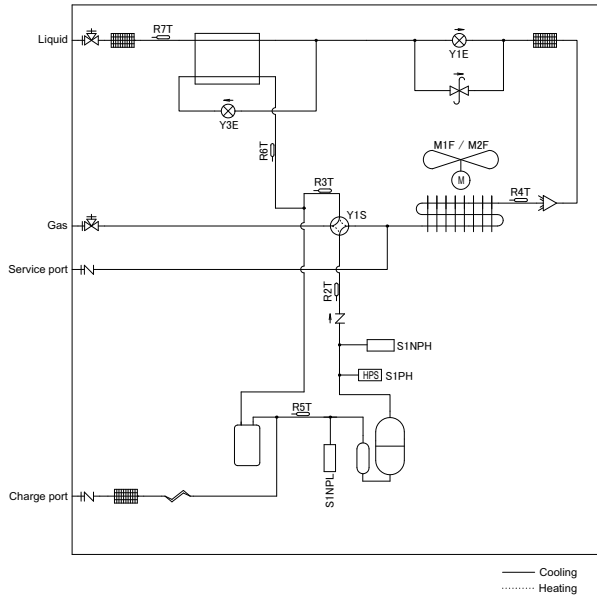 Liquid
R7T
Y1E
Y3E
R6T
M1F / M2F
M
R3T
R4T
Gas
Y1S
Service port
R2T
S1NPH
HPS S1PH
R5T
S1NPL
Charge port
Cooling
Heating